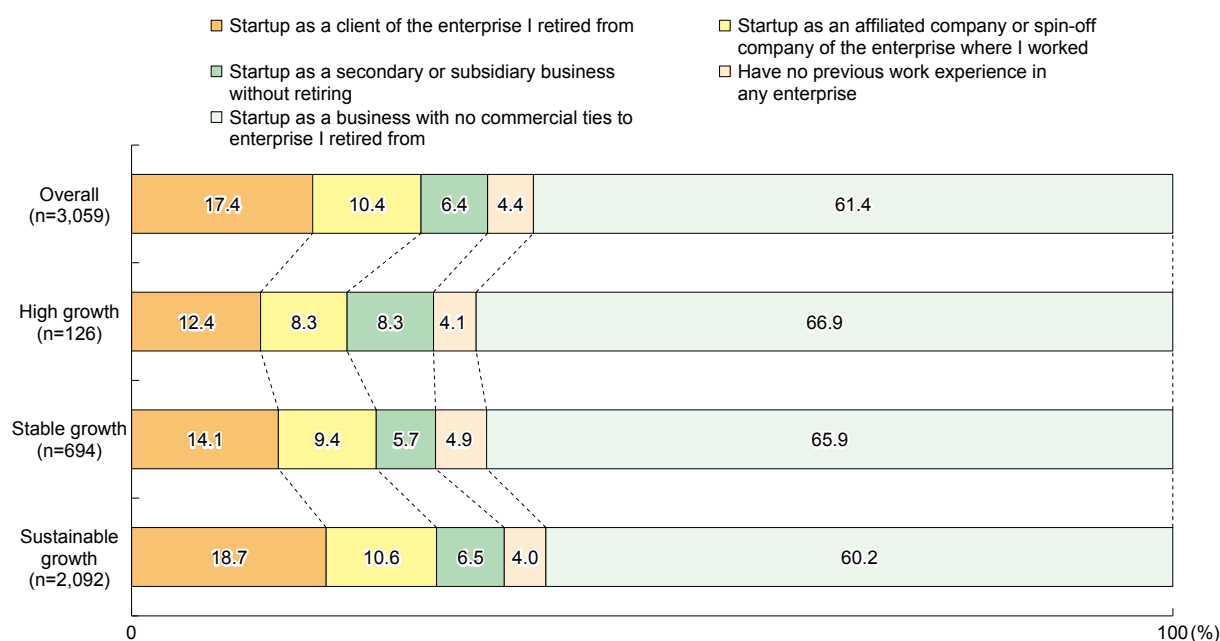 Startup as a client of the enterprise I retired from
Startup as an affiliated company or spin-off
company of the enterprise where I worked
Startup as a secondary or subsidiary business
without retiring
Have no previous work experience in
any enterprise
Startup as a business with no commercial ties to
enterprise I retired from
Overall
(n=3,059)
17.4 10.4 6.4 4.4 61.4
High growth
(n=126)
12.4 8.3 8.3 4.1 66.9
Stable growth
(n=694)
14.1 9.4 5.7 4.9 65.9
Sustainable
growth
(n=2,092)
18.7 10.6 6.5 4.0 60.2
0 100 (%)